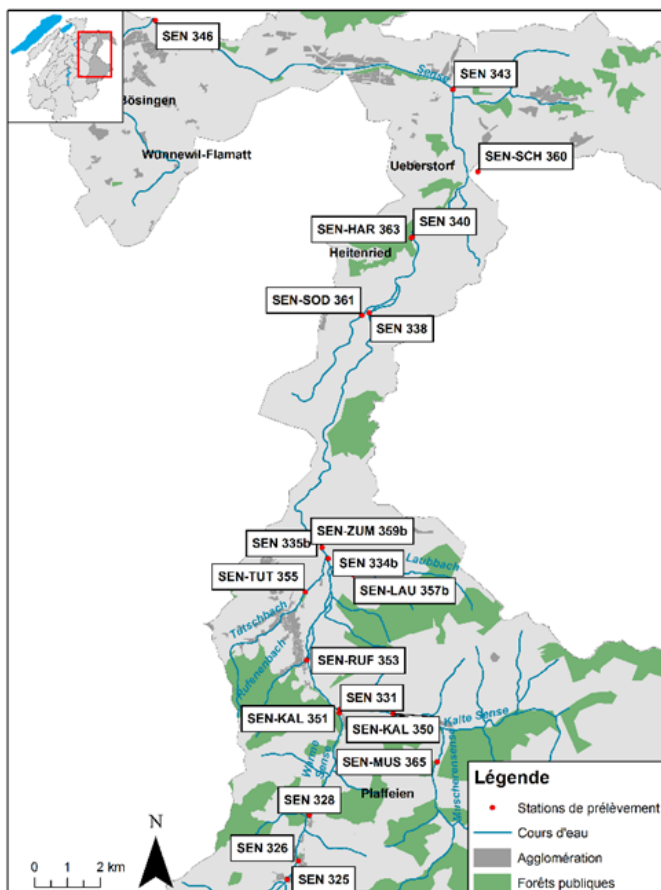 SEN 346
Sense
SEN 343
Bösingen
Wünnewil-Flamatt
Ueberstorf
SEN-SCH 360
SEN-HAR 363
SEN 340
Heitenried
SEN-SOD 361
SEN 338
SEN-ZUM 359b
SEN 335b
SEN 334b
Laubbach
SEN-TUT 355
SEN-LAU 357b
Tütschbach
Rufenenbach
SEN-RUF 353
SEN 331
SEN-KAL 351
SEN-KAL 350
Kalte Sense
Warme
Sense
SEN-MUS 365
Muscherensense
Plaffeien
SEN 328
SEN 326
SEN 325
N
0 1 2 km
Légende
Stations de prélèvement
Cours d'eau
Agglomération
Forêts publiques